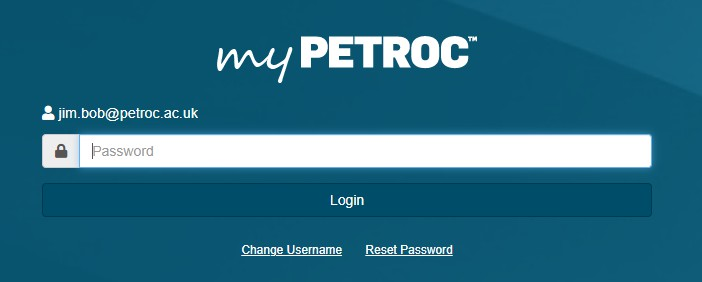 my PETROC™
jim.bob@petroc.ac.uk
Password
Login
Change Username Reset Password